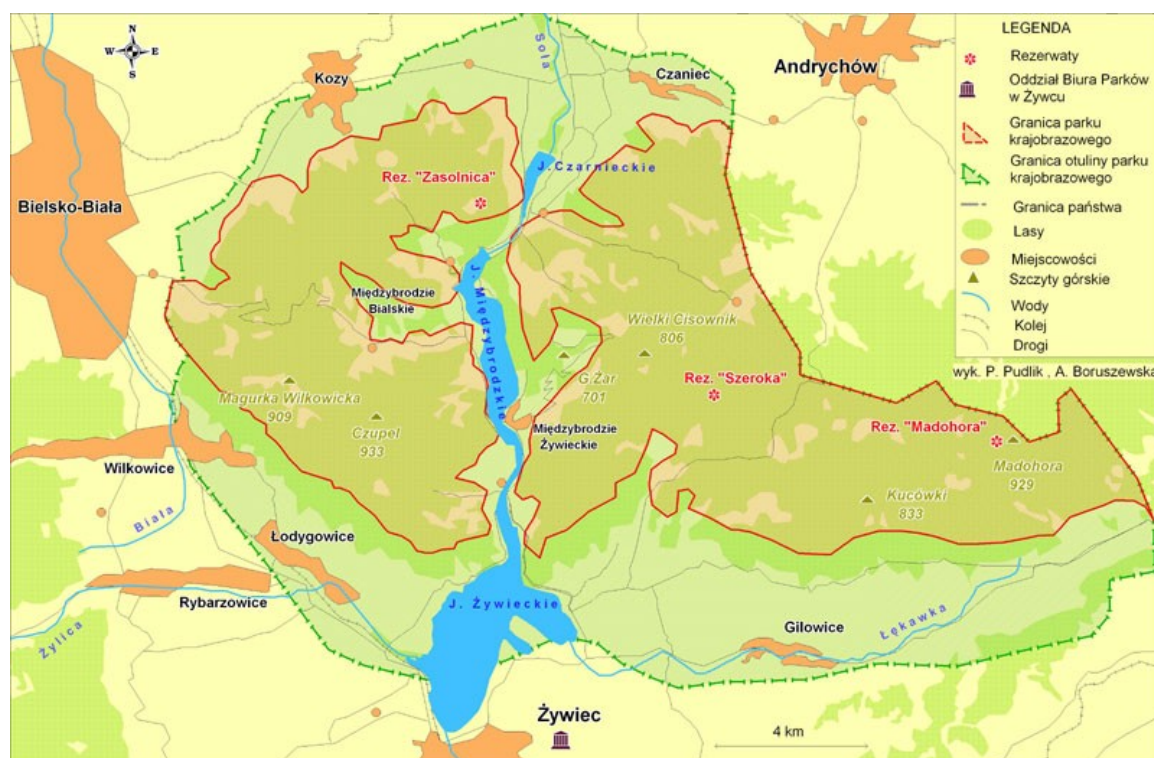 N
W E
S
Kozy
Soła
Czaniec
Andrychów
LEGENDA
Rezerwaty
Oddział Biura Parków
w Żywcu
Granica parku
krajobrazowego
Granica otuliny parku
krajobrazowego
Granica państwa
Lasy
Miejscowości
Szczyty górskie
Wody
Kolej
Drogi
wyk. P. Pudlik , A. Boruszewska
Bielsko-Biała
Rez. "Zasolnica"
J.Czarnieckie
Międzybrodzie
Bialskie
J. Międzybrodzkie
Wielki Cisownik
806
G.Żar
701
Rez. "Szeroka"
Magurka Wilkowicka
909
Czupel
933
Międzybrodzie
Żywieckie
Rez. "Madohora"
Madohora
929
Kucówki
833
Wilkowice
Biała
Łodygowice
Rybarzowice
Żylica
J. Żywieckie
Gilowice
Łękawka
Żywiec
4 km